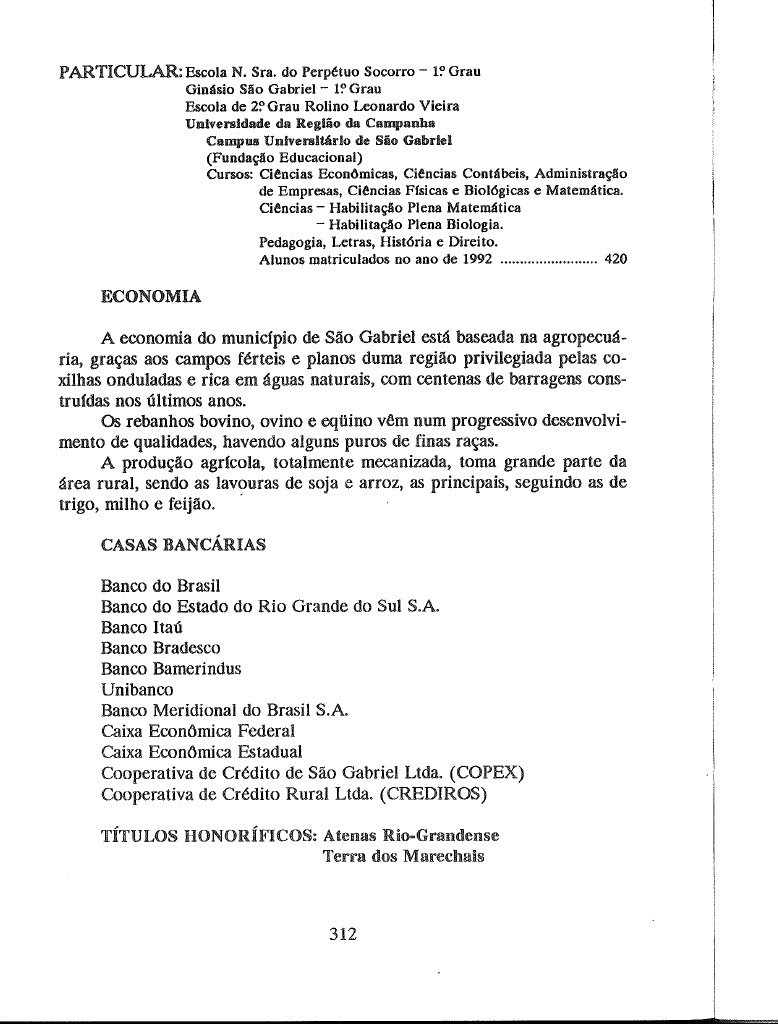 PARTICULAR: Escola N. Sra. do Perpétuo Socorro – 1º Grau
Ginásio São Gabriel – 1º Grau
Escola de 2º Grau Rolino Leonardo Vieira
Universidade da Região da Campanha
Campus Universitário de São Gabriel
(Fundação Educacional)
Cursos: Ciências Econômicas, Ciências Contábeis, Administração
de Empresas, Ciências Físicas e Biológicas e Matemática.
Ciências – Habilitação Plena Matemática
– Habilitação Plena Biologia.
Pedagogia, Letras, História e Direito.
Alunos matriculados no ano de 1992 ......................... 420
ECONOMIA
A economia do município de São Gabriel está baseada na agropecuá-
ria, graças aos campos férteis e planos duma região privilegiada pelas co-
xilhas onduladas e rica em águas naturais, com centenas de barragens cons-
truídas nos últimos anos.
Os rebanhos bovino, ovino e eqüino vêm num progressivo desenvolvi-
mento de qualidades, havendo alguns puros de finas raças.
A produção agrícola, totalmente mecanizada, toma grande parte da
área rural, sendo as lavouras de soja e arroz, as principais, seguindo as de
trigo, milho e feijão.
CASAS BANCÁRIAS
Banco do Brasil
Banco do Estado do Rio Grande do Sul S.A.
Banco Itaú
Banco Bradesco
Banco Bamerindus
Unibanco
Banco Meridional do Brasil S.A.
Caixa Econômica Federal
Caixa Econômica Estadual
Cooperativa de Crédito de São Gabriel Ltda. (COPEX)
Cooperativa de Crédito Rural Ltda. (CREDIROS)
TÍTULOS HONORÍFICOS: Atenas Rio-Grandense
Terra dos Marechais
312